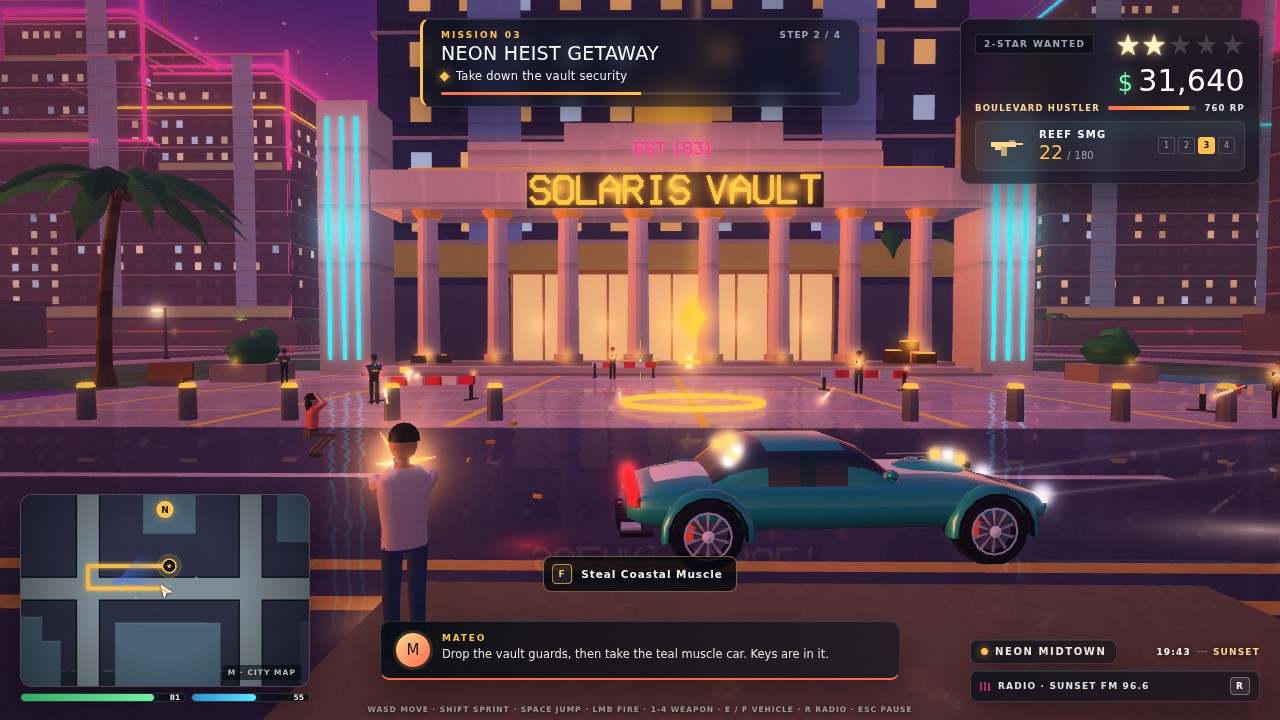 MISSION 03
STEP 2 / 4
NEON HEIST GETAWAY
Take down the vault security
2-STAR WANTED
$ 31,640
BOULEVARD HUSTLER
760 RP
REEF SMG
22 / 180
1 2 3 4
EST 1931
SOLARIS VAULT
N
M · CITY MAP
81
55
F Steal Coastal Muscle
M
MATEO
Drop the vault guards, then take the teal muscle car. Keys are in it.
NEON MIDTOWN
19:43 — SUNSET
RADIO · SUNSET FM 96.6
R
WASD MOVE · SHIFT SPRINT · SPACE JUMP · LMB FIRE · 1-4 WEAPON · E / F VEHICLE · R RADIO · ESC PAUSE